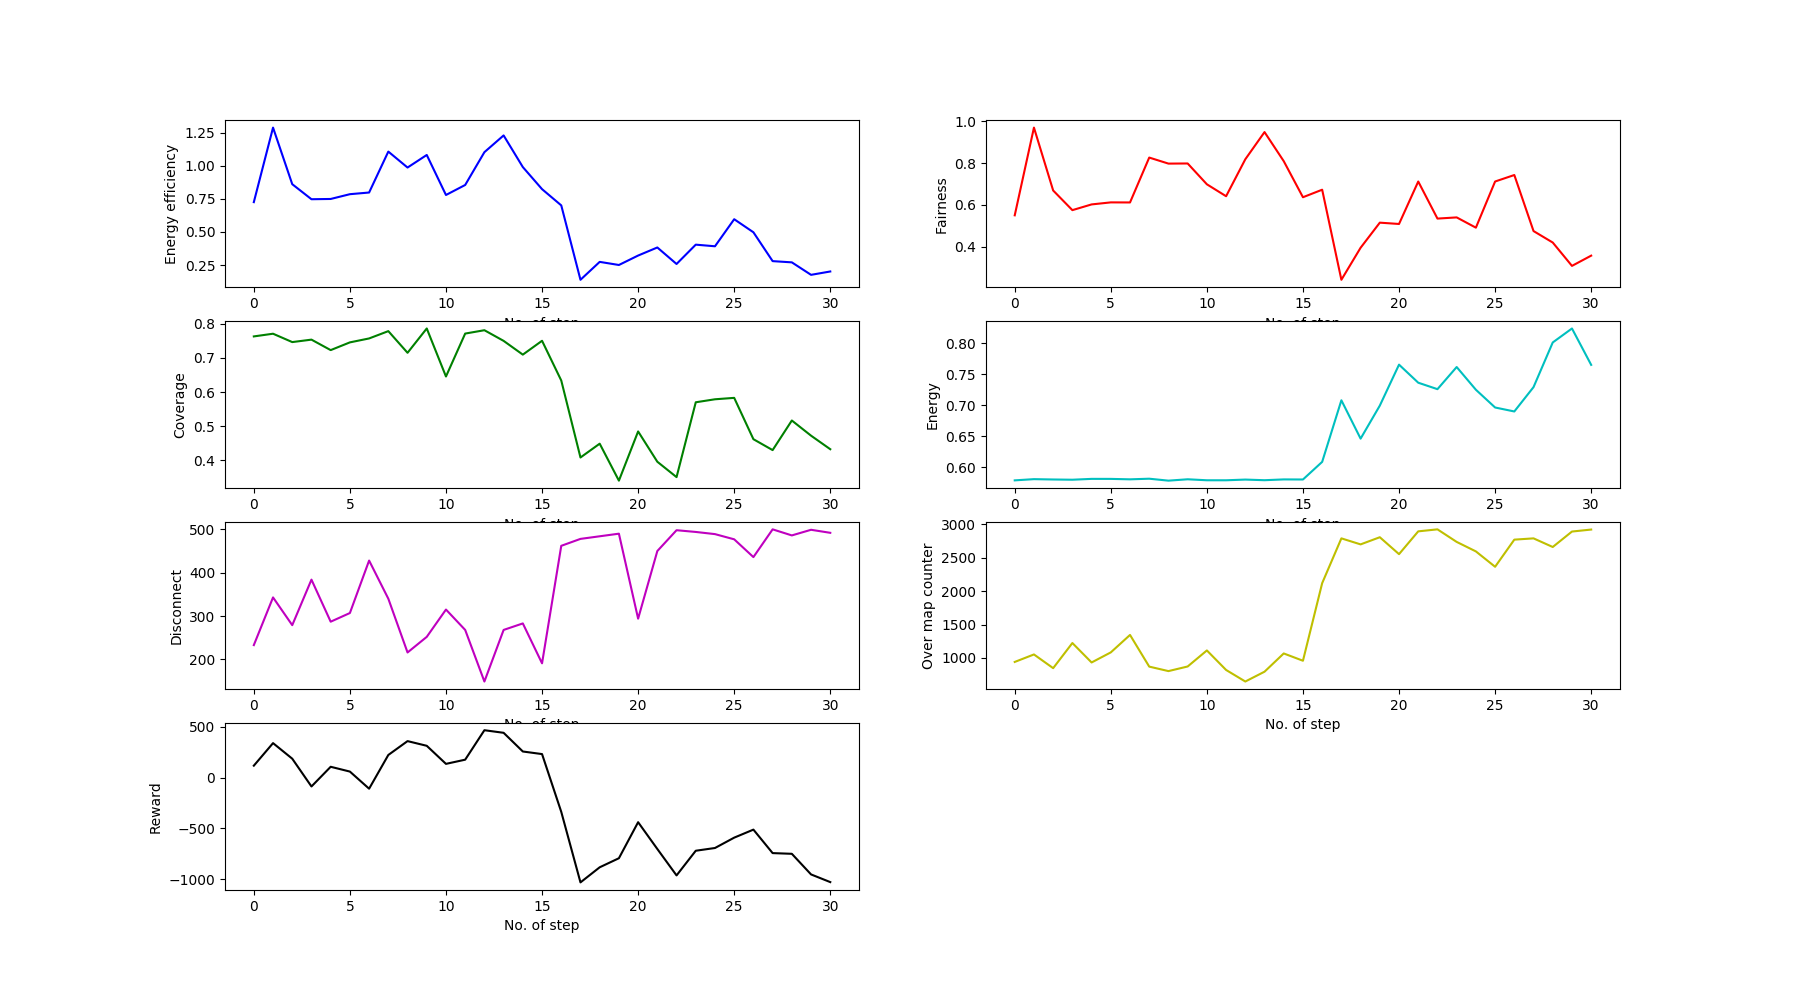 Energy efficiency
1.25
1.00
0.75
0.50
0.25
0 5 10 15 20 25 30
Fairness
1.0
0.8
0.6
0.4
0 5 10 15 20 25 30
Coverage
0.8
0.7
0.6
0.5
0.4
0 5 10 15 20 25 30
Energy
0.80
0.75
0.70
0.65
0.60
0 5 10 15 20 25 30
Disconnect
500
400
300
200
0 5 10 15 20 25 30
Over map counter
3000
2500
2000
1500
1000
0 5 10 15 20 25 30
No. of step
Reward
500
0
−500
−1000
0 5 10 15 20 25 30
No. of step